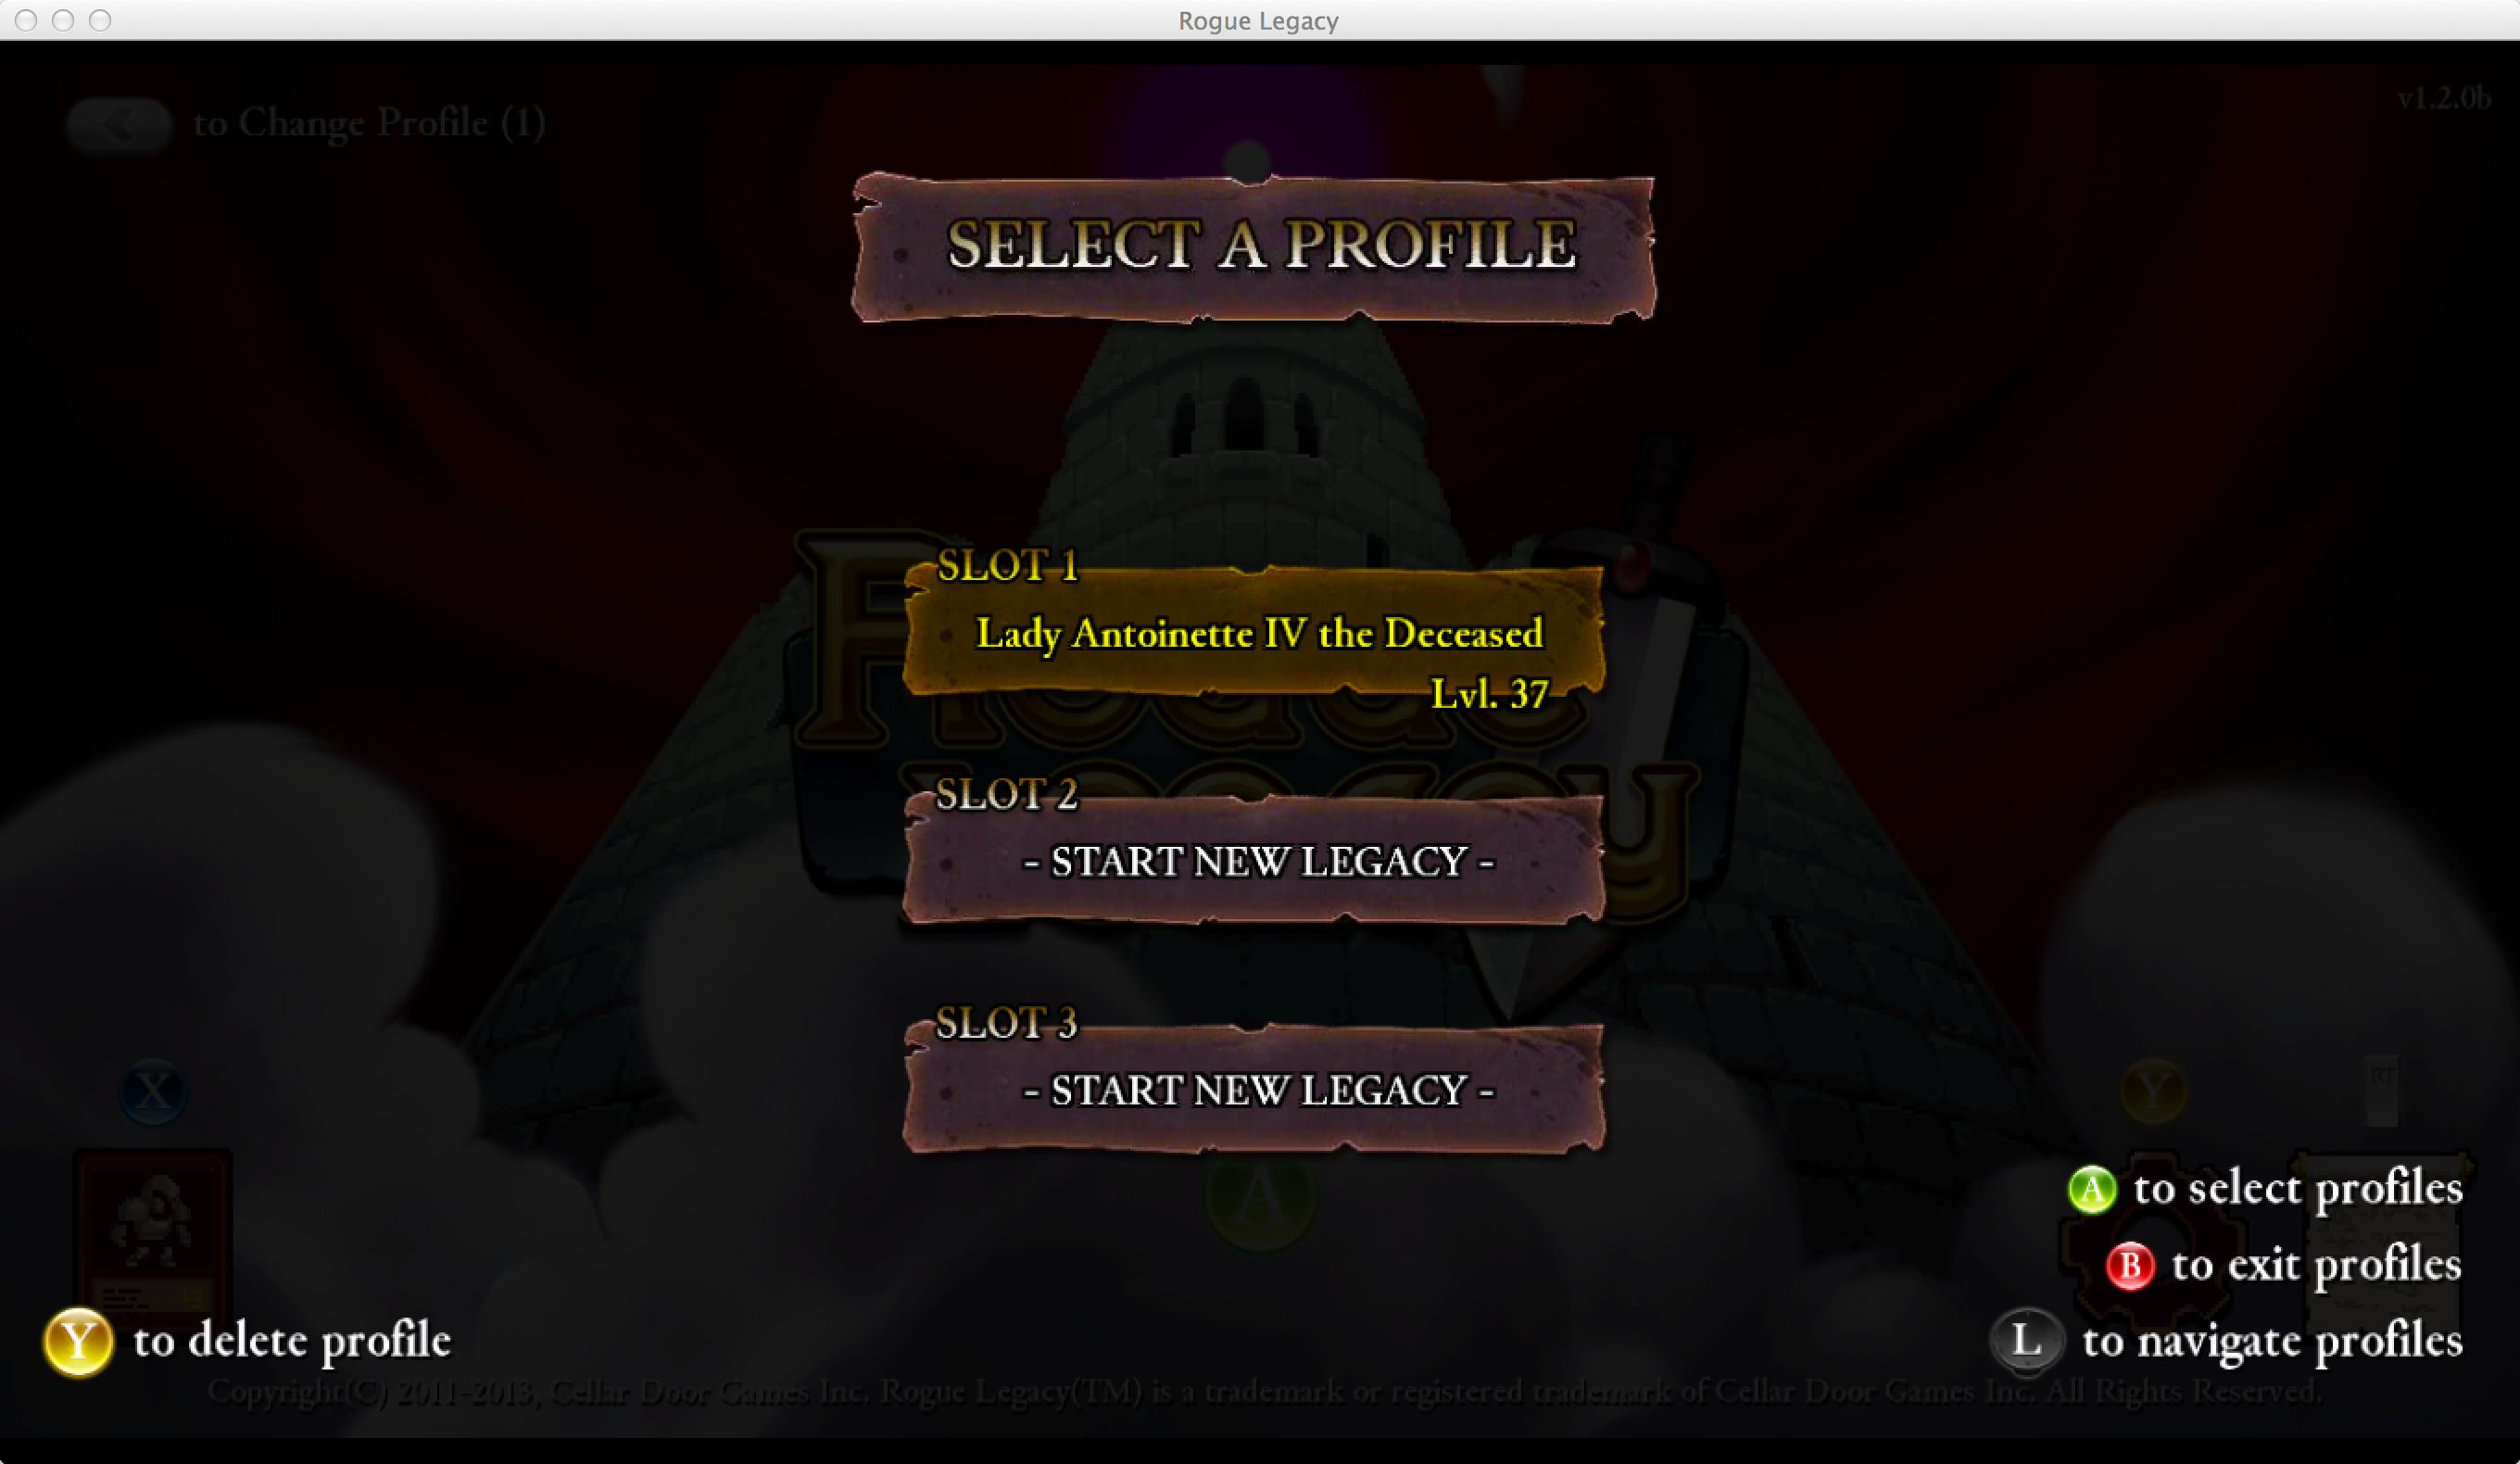 Rogue Legacy
to Change Profile (1)
v1.2.0b
SELECT A PROFILE
SLOT 1
Lady Antoinette IV the Deceased
Lvl. 37
Rogue
SLOT 2
- START NEW LEGACY -
SLOT 3
- START NEW LEGACY -
X
Y
RT
A
A to select profiles
B to exit profiles
Y to delete profile
L to navigate profiles
Copyright(C) 2011-2013, Cellar Door Games Inc. Rogue Legacy(TM) is a trademark or registered trademark of Cellar Door Games Inc. All Rights Reserved.